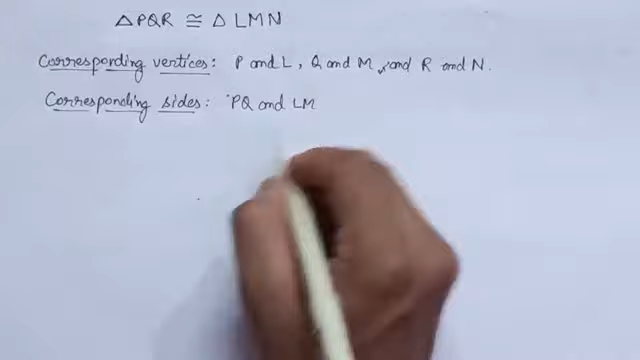 △PQR ≅ △LMN
Corresponding vertices: P and L, Q and M, and R and N.
Corresponding sides: PQ and LM